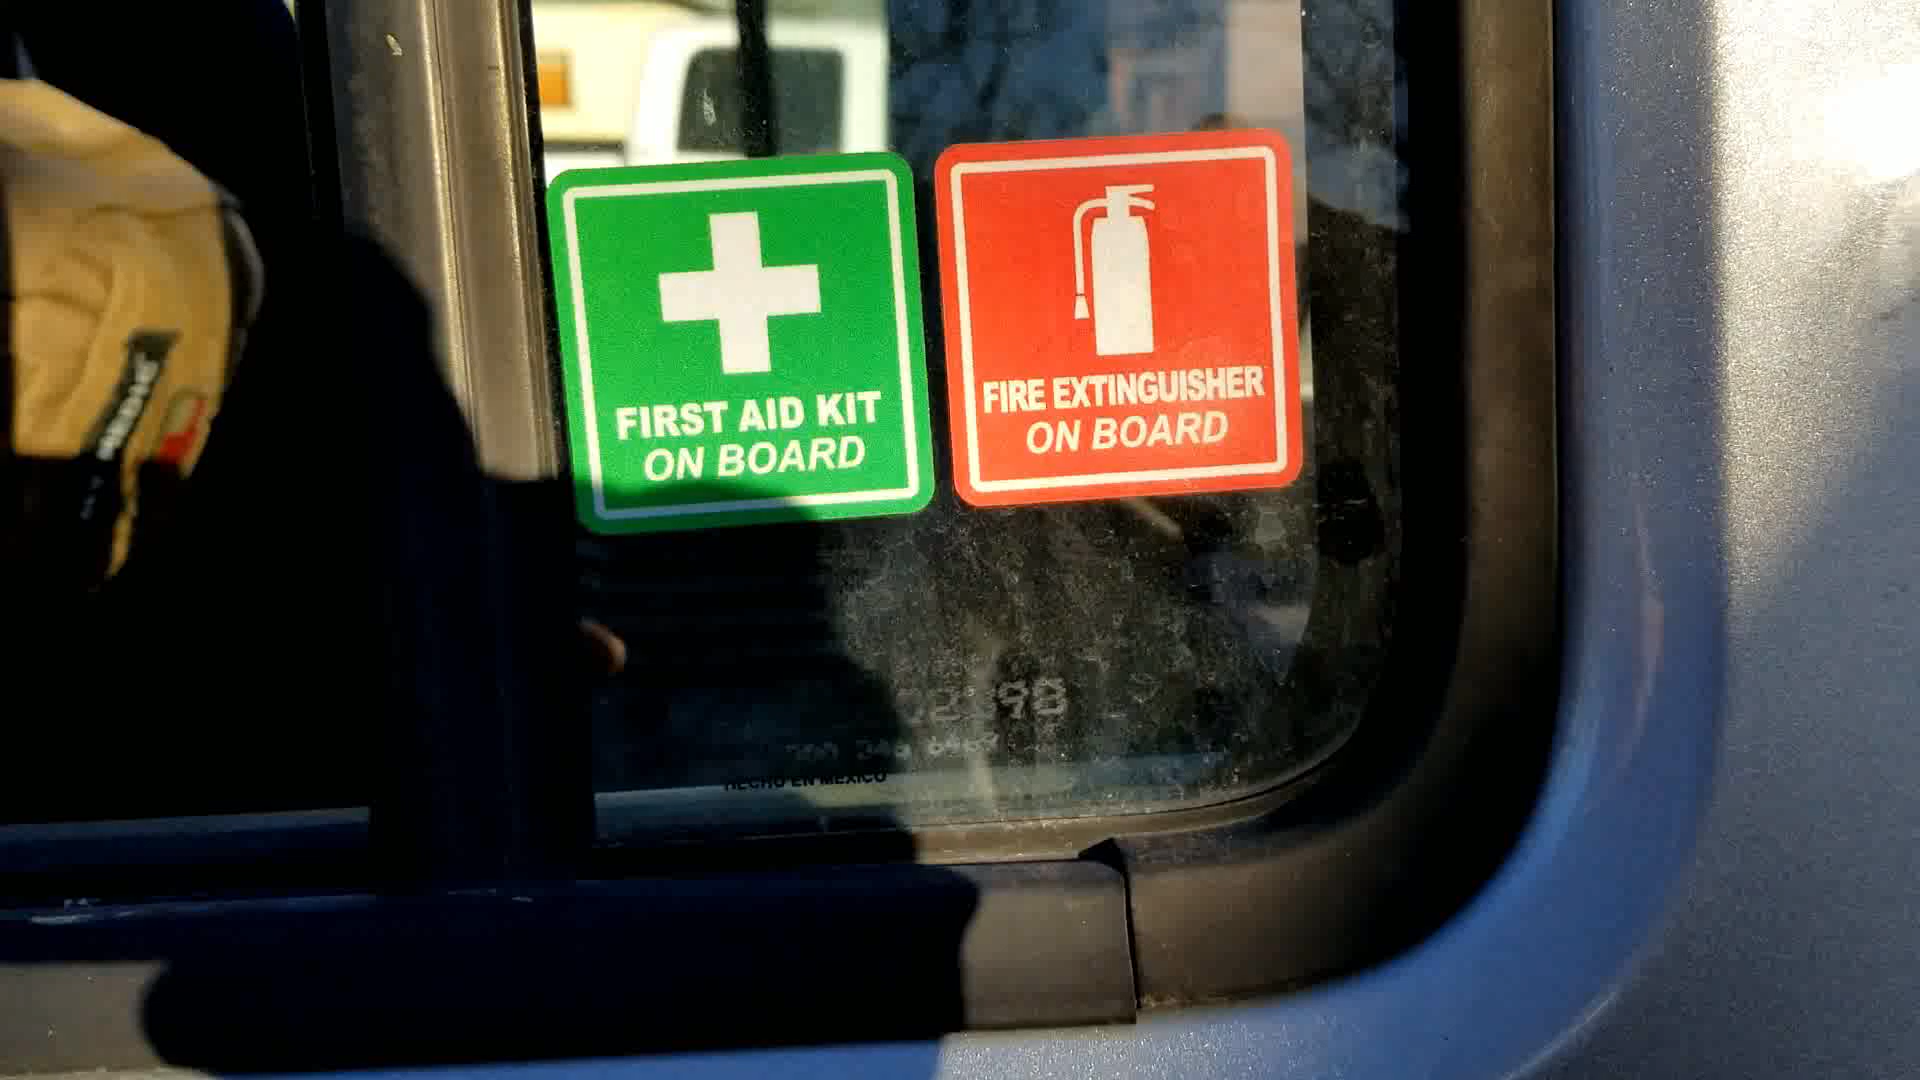 FIRST AID KIT
ON BOARD
FIRE EXTINGUISHER
ON BOARD
HECHO EN MEXICO